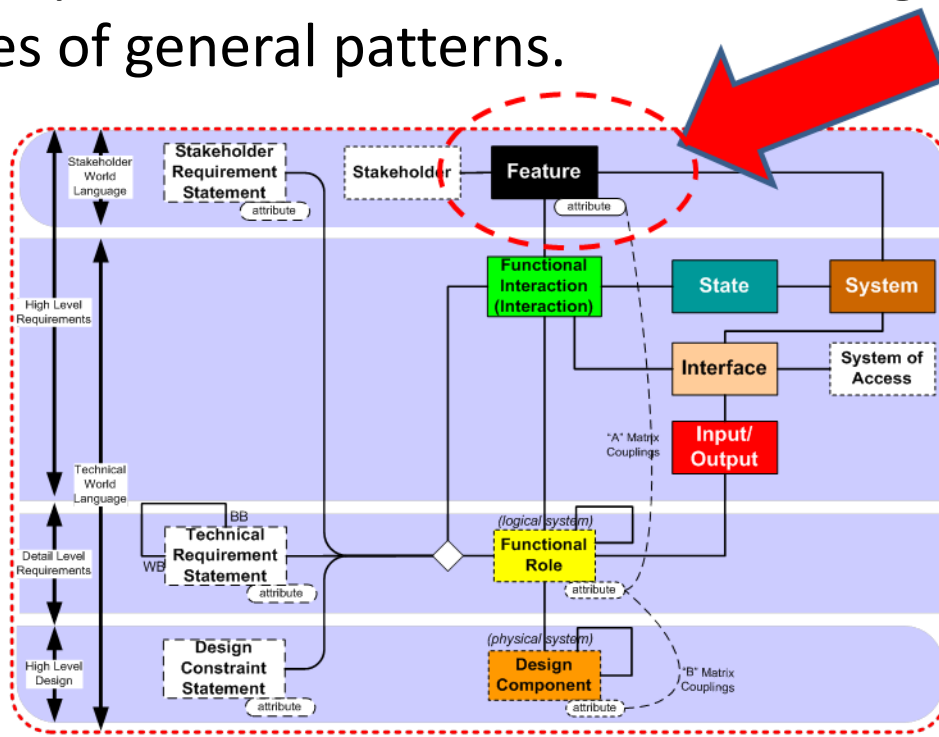 es of general patterns.
Stakeholder
World
Language
Stakeholder
Requirement
Statement
attribute
Stakeholder
Feature
attribute
High Level
Requirements
Functional
Interaction
(Interaction)
State
System
Interface
System of
Access
"A" Matrix
Couplings
Input/
Output
Technical
World
Language
Detail Level
Requirements
BB
WB
Technical
Requirement
Statement
attribute
(logical system)
Functional
Role
attribute
High Level
Design
Design
Constraint
Statement
attribute
(physical system)
Design
Component
attribute
"B" Matrix
Couplings